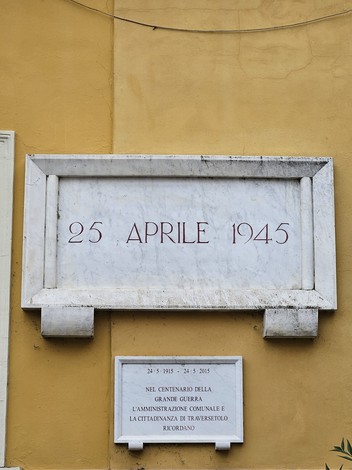 25 APRILE 1945
24·5·1915 - 24·5·2015
NEL CENTENARIO DELLA
GRANDE GUERRA
L'AMMINISTRAZIONE COMUNALE E
LA CITTADINANZA DI TRAVERSETOLO
RICORDANO